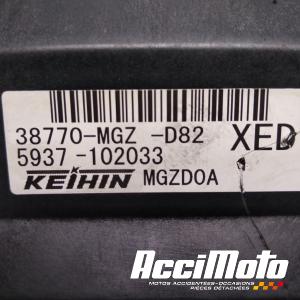 38770-MGZ -D82 XED
5937-102033
KEIHIN MGZD0A
ACCIMOTO
MOTOS ACCIDENTÉES-OCCASIONS
PIÈCES DÉTACHÉES